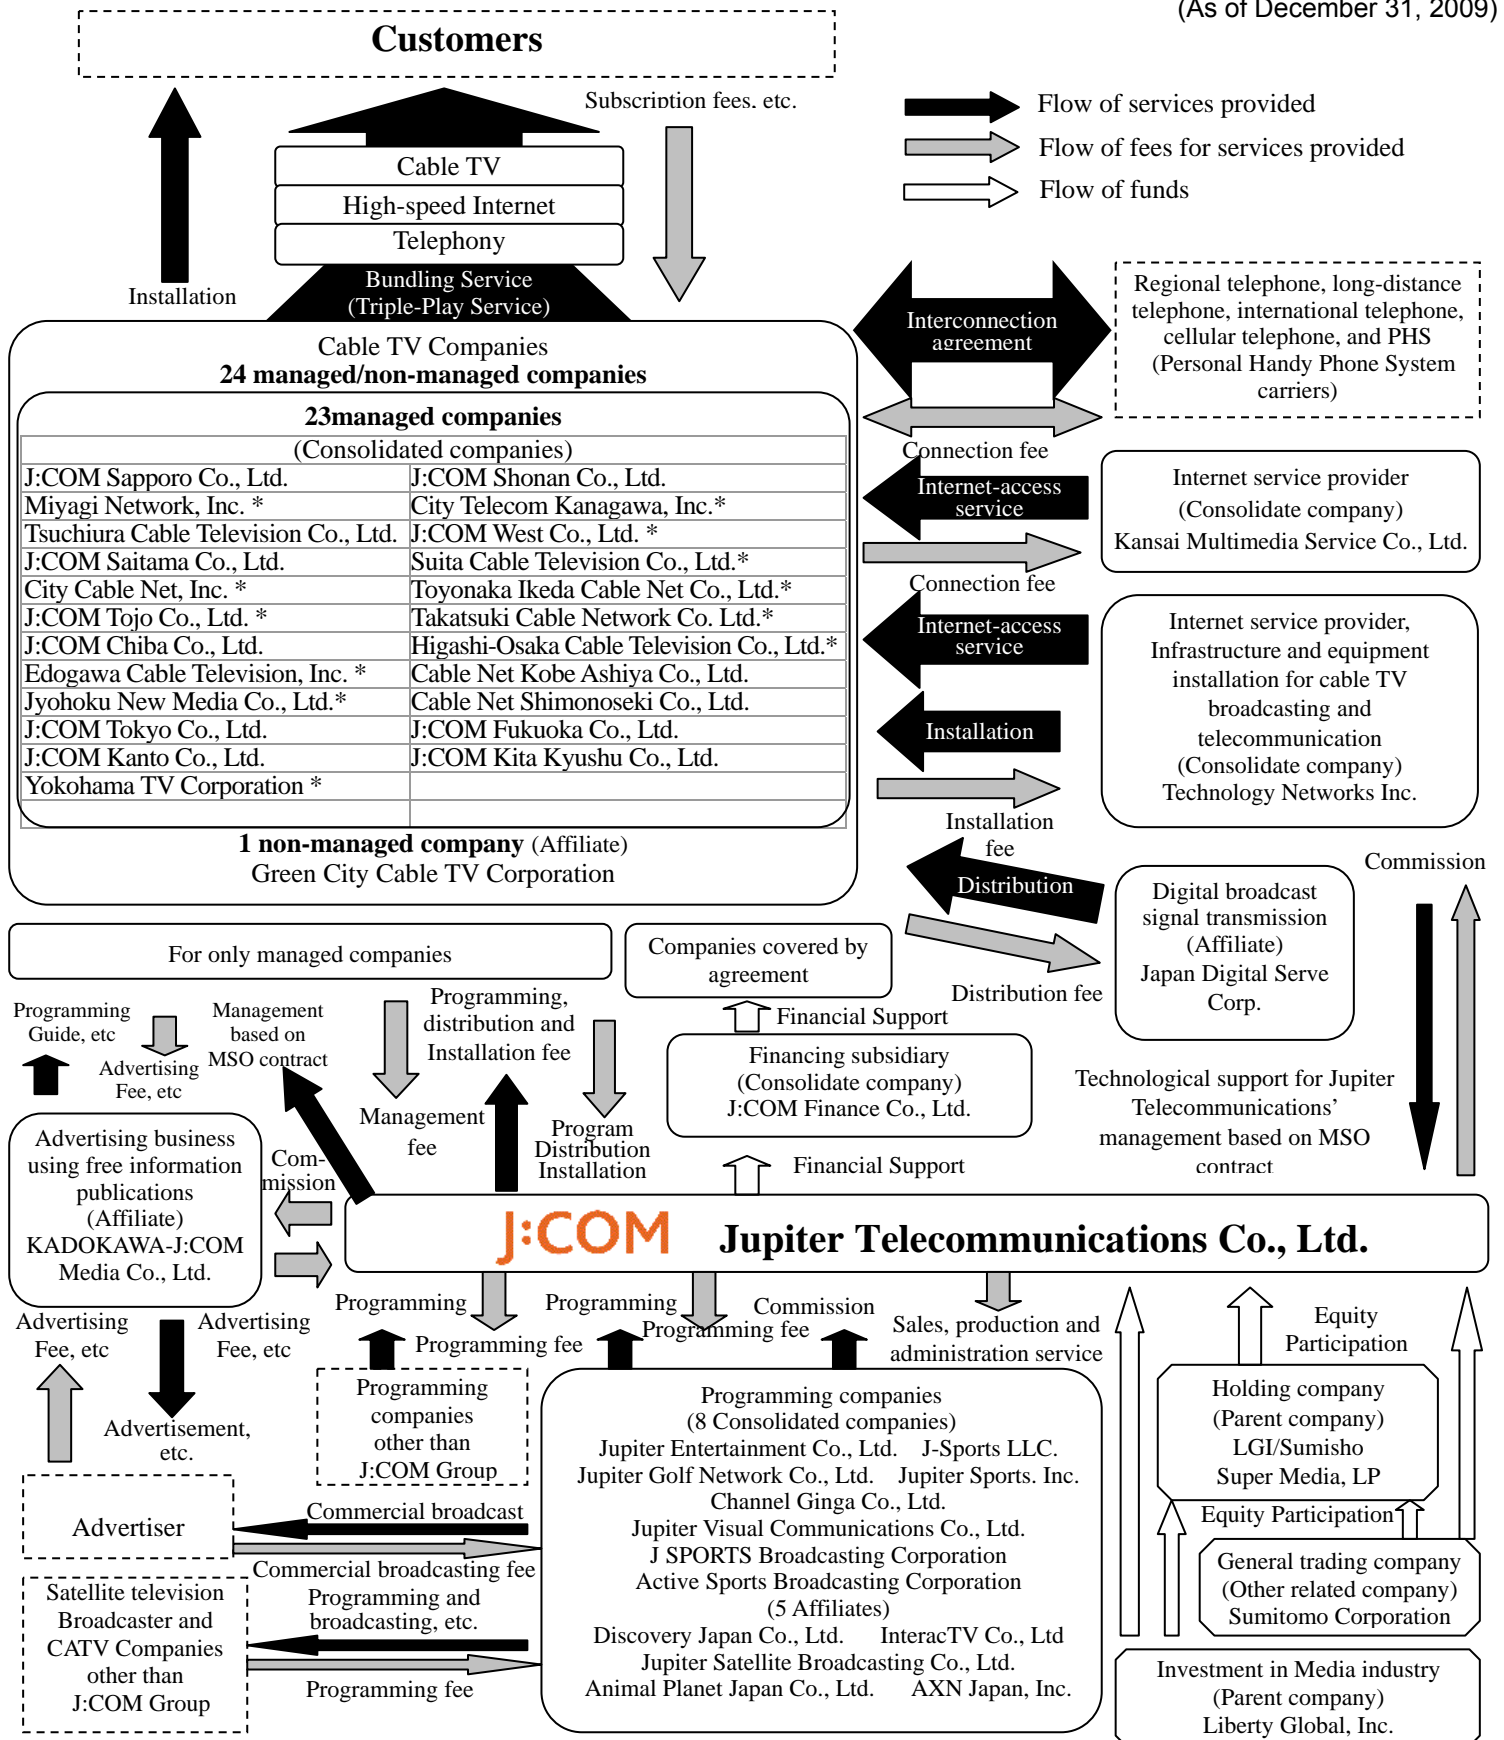 (As of December 31, 2009)
Customers
Subscription fees, etc.
Flow of services provided
Flow of fees for services provided
Flow of funds
Cable TV
High-speed Internet
Telephony
Bundling Service
(Triple-Play Service)
Installation
Cable TV Companies
24 managed/non-managed companies
23managed companies
(Consolidated companies)
J:COM Sapporo Co., Ltd. J:COM Shonan Co., Ltd.
Miyagi Network, Inc. * City Telecom Kanagawa, Inc.*
Tsuchiura Cable Television Co., Ltd. J:COM West Co., Ltd. *
J:COM Saitama Co., Ltd. Suita Cable Television Co., Ltd.*
City Cable Net, Inc. * Toyonaka Ikeda Cable Net Co., Ltd.*
J:COM Tojo Co., Ltd. * Takatsuki Cable Network Co. Ltd.*
J:COM Chiba Co., Ltd. Higashi-Osaka Cable Television Co., Ltd.*
Edogawa Cable Television, Inc. * Cable Net Kobe Ashiya Co., Ltd.
Jyohoku New Media Co., Ltd.* Cable Net Shimonoseki Co., Ltd.
J:COM Tokyo Co., Ltd. J:COM Fukuoka Co., Ltd.
J:COM Kanto Co., Ltd. J:COM Kita Kyushu Co., Ltd.
Yokohama TV Corporation *
1 non-managed company (Affiliate)
Green City Cable TV Corporation
Interconnection
agreement
Regional telephone, long-distance
telephone, international telephone,
cellular telephone, and PHS
(Personal Handy Phone System
carriers)
Connection fee
Internet-access
service
Internet service provider
(Consolidate company)
Kansai Multimedia Service Co., Ltd.
Connection fee
Internet-access
service
Installation
Installation
fee
Internet service provider,
Infrastructure and equipment
installation for cable TV
broadcasting and
telecommunication
(Consolidate company)
Technology Networks Inc.
Distribution
Distribution fee
Digital broadcast
signal transmission
(Affiliate)
Japan Digital Serve
Corp.
Commission
Technological support for Jupiter
Telecommunications’
management based on MSO
contract
For only managed companies
Companies covered by
agreement
Financial Support
Financing subsidiary
(Consolidate company)
J:COM Finance Co., Ltd.
Financial Support
Programming
Guide, etc
Advertising
Fee, etc
Management
based on
MSO contract
Management
fee
Programming,
distribution and
Installation fee
Program
Distribution
Installation
Advertising business
using free information
publications
(Affiliate)
KADOKAWA-J:COM
Media Co., Ltd.
Com-
mission
J:COM Jupiter Telecommunications Co., Ltd.
Advertising
Fee, etc
Advertising
Fee, etc
Advertisement,
etc.
Programming
Programming fee
Programming
Programming fee
Commission
Sales, production and
administration service
Equity
Participation
Programming
companies
other than
J:COM Group
Programming companies
(8 Consolidated companies)
Jupiter Entertainment Co., Ltd. J-Sports LLC.
Jupiter Golf Network Co., Ltd. Jupiter Sports. Inc.
Channel Ginga Co., Ltd.
Jupiter Visual Communications Co., Ltd.
J SPORTS Broadcasting Corporation
Active Sports Broadcasting Corporation
(5 Affiliates)
Discovery Japan Co., Ltd. InteracTV Co., Ltd
Jupiter Satellite Broadcasting Co., Ltd.
Animal Planet Japan Co., Ltd. AXN Japan, Inc.
Holding company
(Parent company)
LGI/Sumisho
Super Media, LP
Equity Participation
General trading company
(Other related company)
Sumitomo Corporation
Investment in Media industry
(Parent company)
Liberty Global, Inc.
Advertiser
Commercial broadcast
Commercial broadcasting fee
Satellite television
Broadcaster and
CATV Companies
other than
J:COM Group
Programming and
broadcasting, etc.
Programming fee